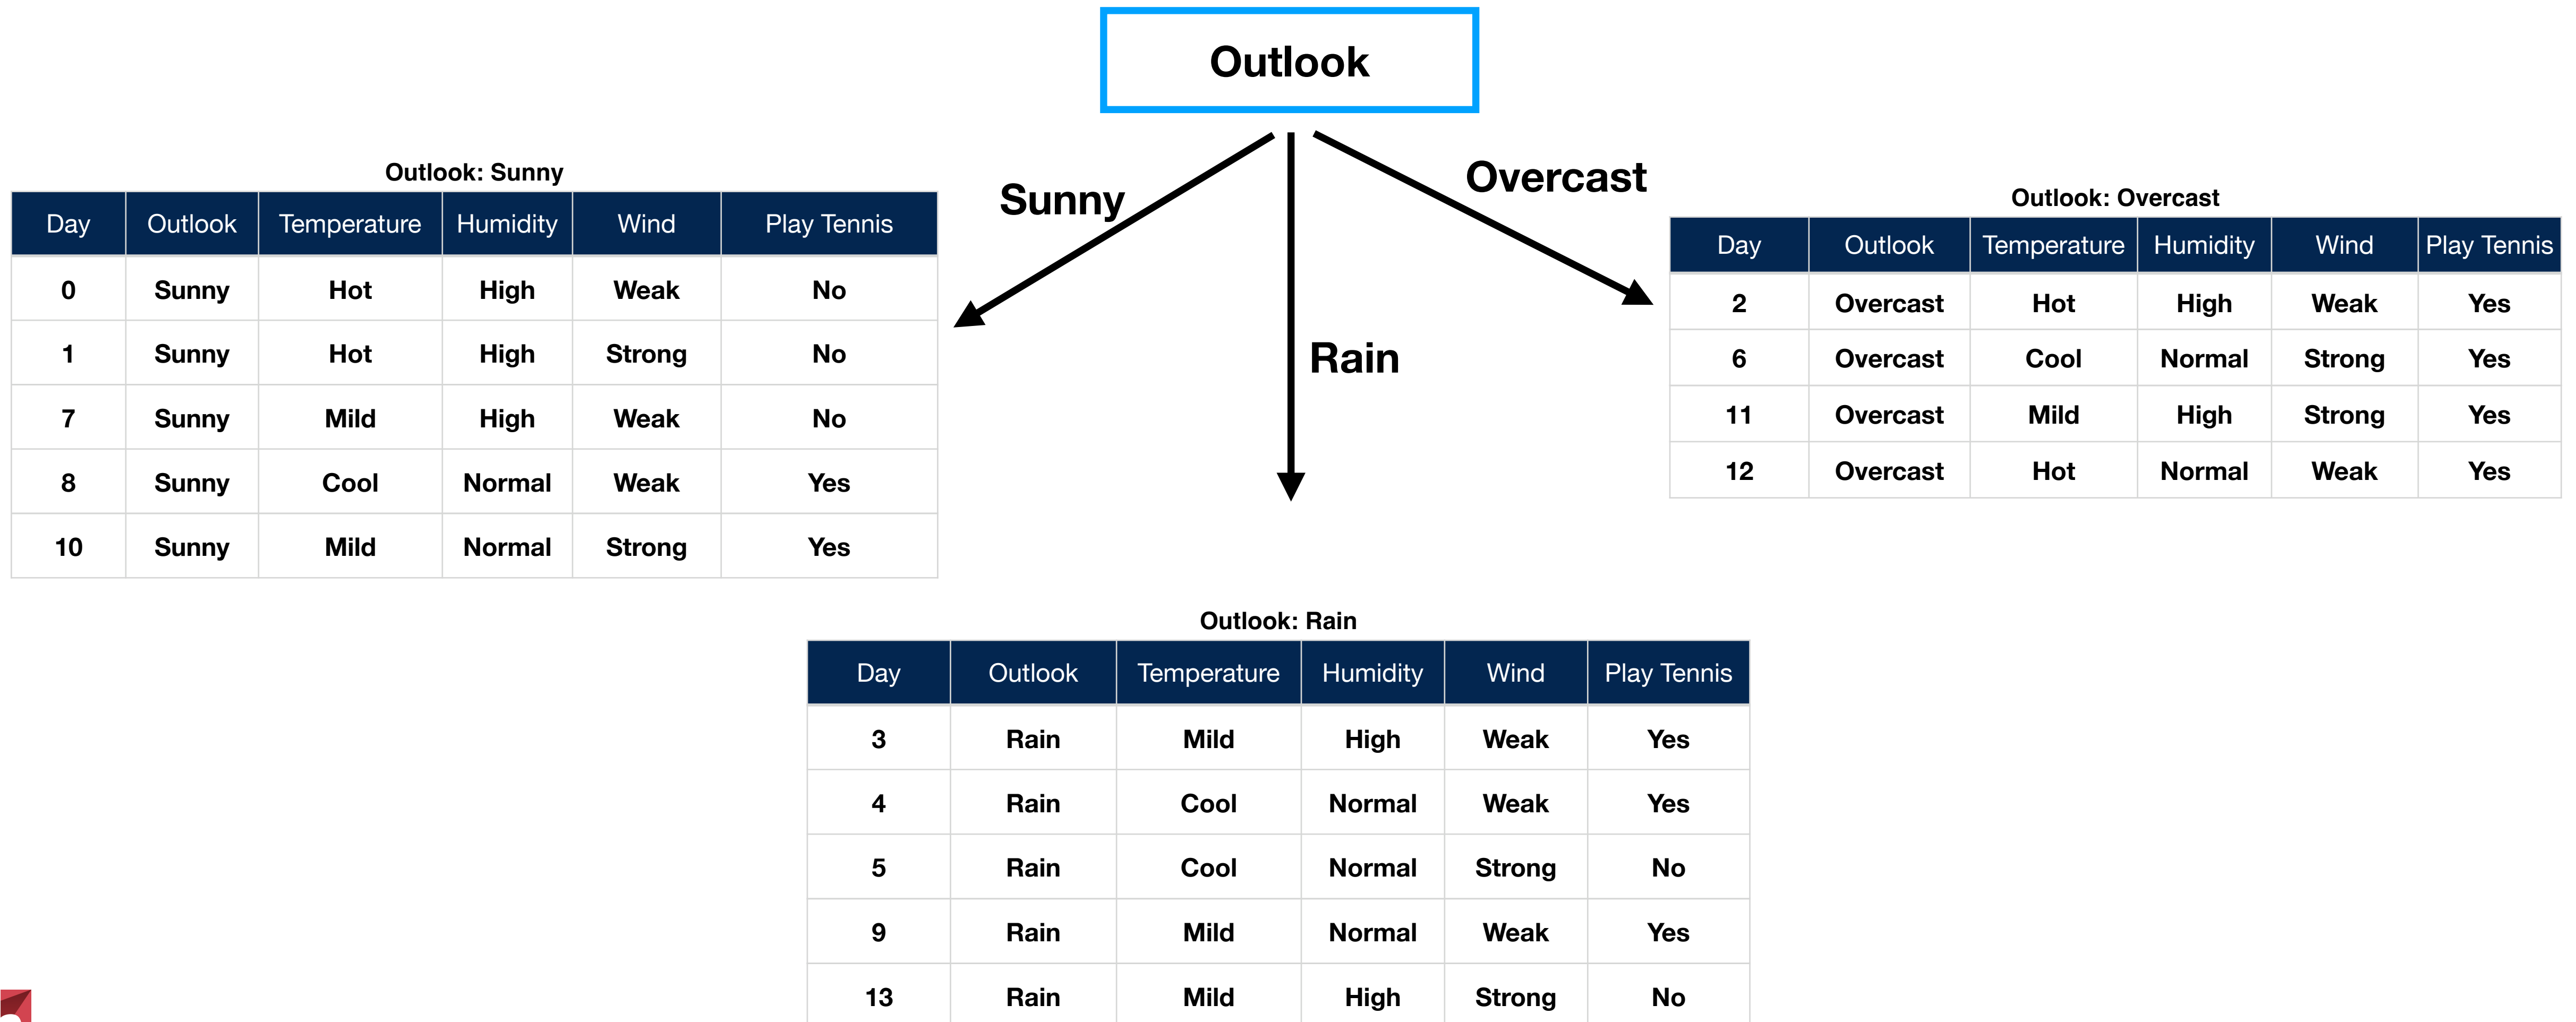 Outlook
Sunny
Rain
Overcast
Outlook: Sunny
Day Outlook Temperature Humidity Wind Play Tennis
0 Sunny Hot High Weak No
1 Sunny Hot High Strong No
7 Sunny Mild High Weak No
8 Sunny Cool Normal Weak Yes
10 Sunny Mild Normal Strong Yes
Outlook: Overcast
Day Outlook Temperature Humidity Wind Play Tennis
2 Overcast Hot High Weak Yes
6 Overcast Cool Normal Strong Yes
11 Overcast Mild High Strong Yes
12 Overcast Hot Normal Weak Yes
Outlook: Rain
Day Outlook Temperature Humidity Wind Play Tennis
3 Rain Mild High Weak Yes
4 Rain Cool Normal Weak Yes
5 Rain Cool Normal Strong No
9 Rain Mild Normal Weak Yes
13 Rain Mild High Strong No